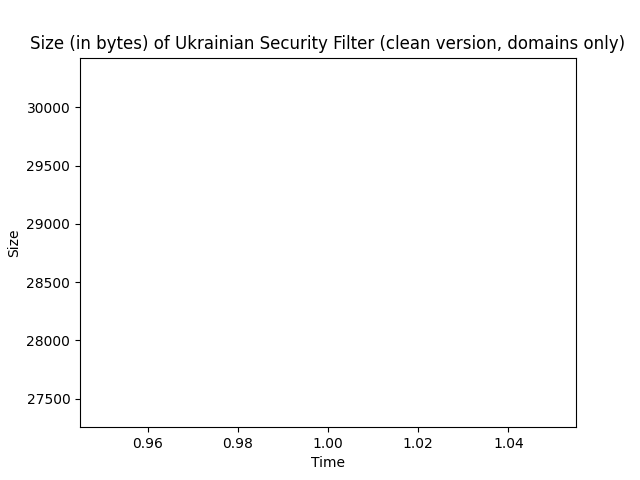 Size (in bytes) of Ukrainian Security Filter (clean version, domains only)
30000
29500
29000
28500
28000
27500
Size
0.96 0.98 1.00 1.02 1.04
Time